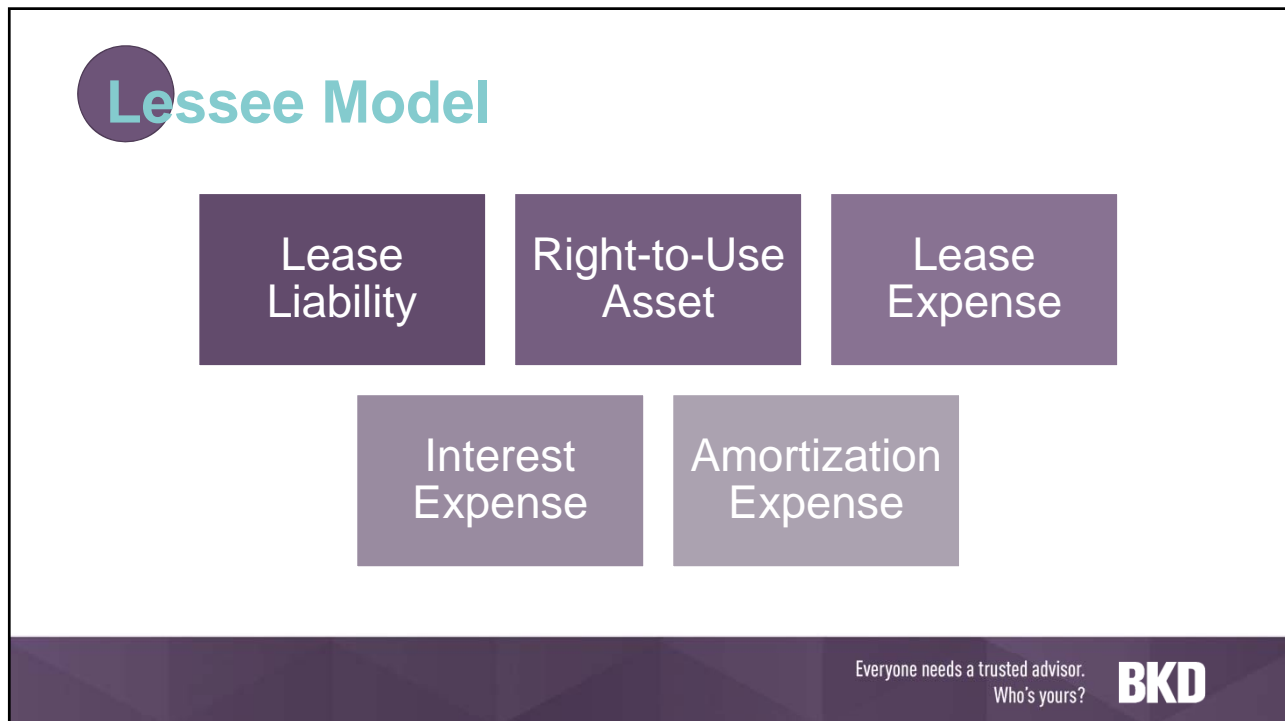 Lessee Model
Lease
Liability
Right-to-Use
Asset
Lease
Expense
Interest
Expense
Amortization
Expense
Everyone needs a trusted advisor.
Who's yours?
BKD